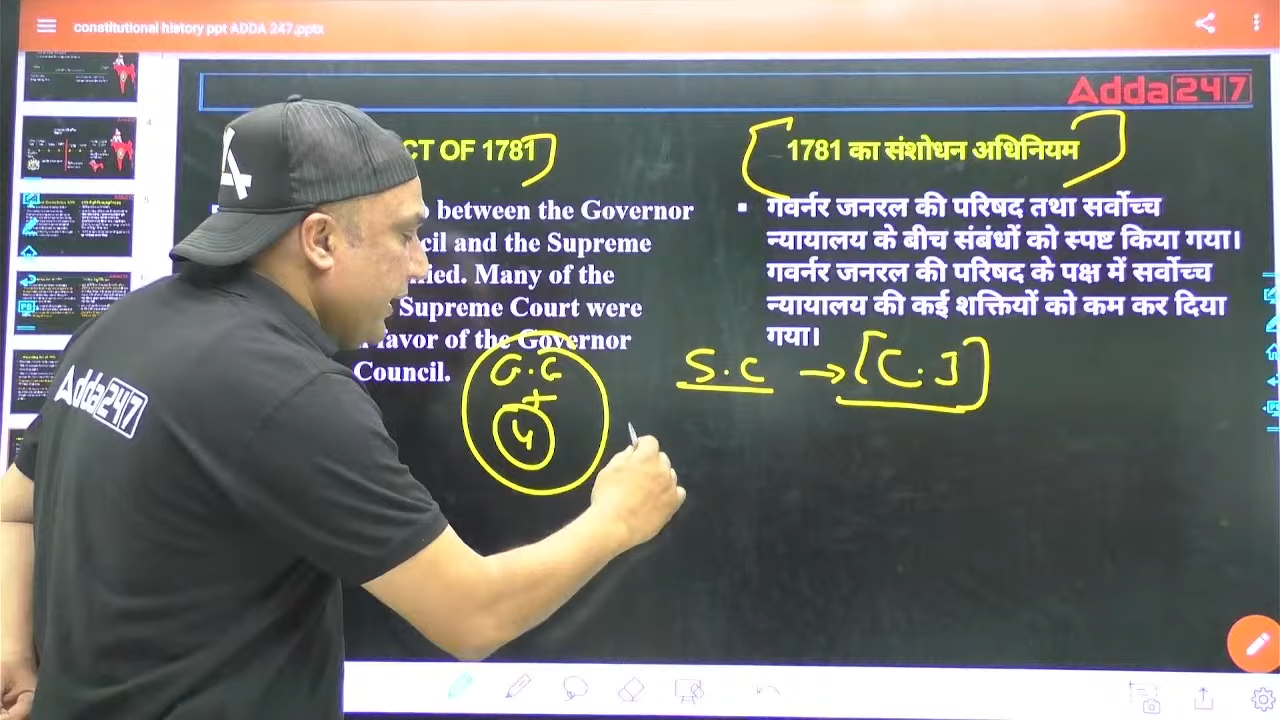 constitutional history ppt ADDA 247.pptx
Adda247
CT OF 1781
between the Governor
cil and the Supreme
ied. Many of the
Supreme Court were
favor of the Governor
Council.
1781 का संशोधन अधिनियम
▪ गवर्नर जनरल की परिषद तथा सर्वोच्च
न्यायालय के बीच संबंधों को स्पष्ट किया गया।
गवर्नर जनरल की परिषद के पक्ष में सर्वोच्च
न्यायालय की कई शक्तियों को कम कर दिया
गया।
G.G
+
4
S.C → [C.J]
Adda247